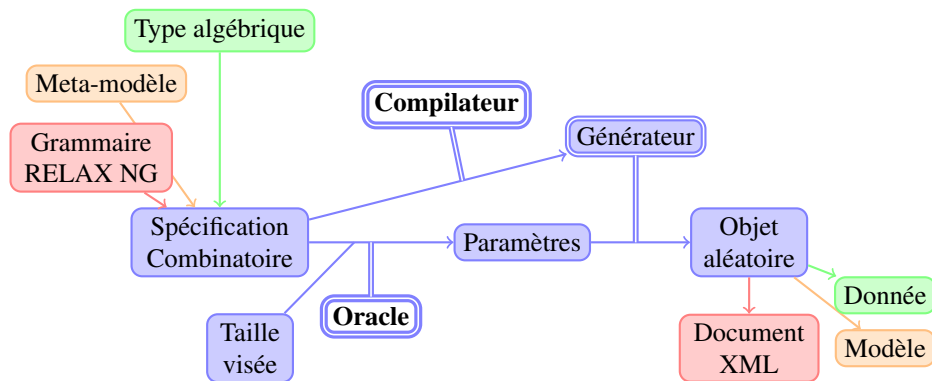 Type algébrique
Meta-modèle
Compilateur
Grammaire
RELAX NG
Générateur
Spécification
Combinatoire
Paramètres
Objet
aléatoire
Taille
visée
Oracle
Donnée
Document
XML
Modèle